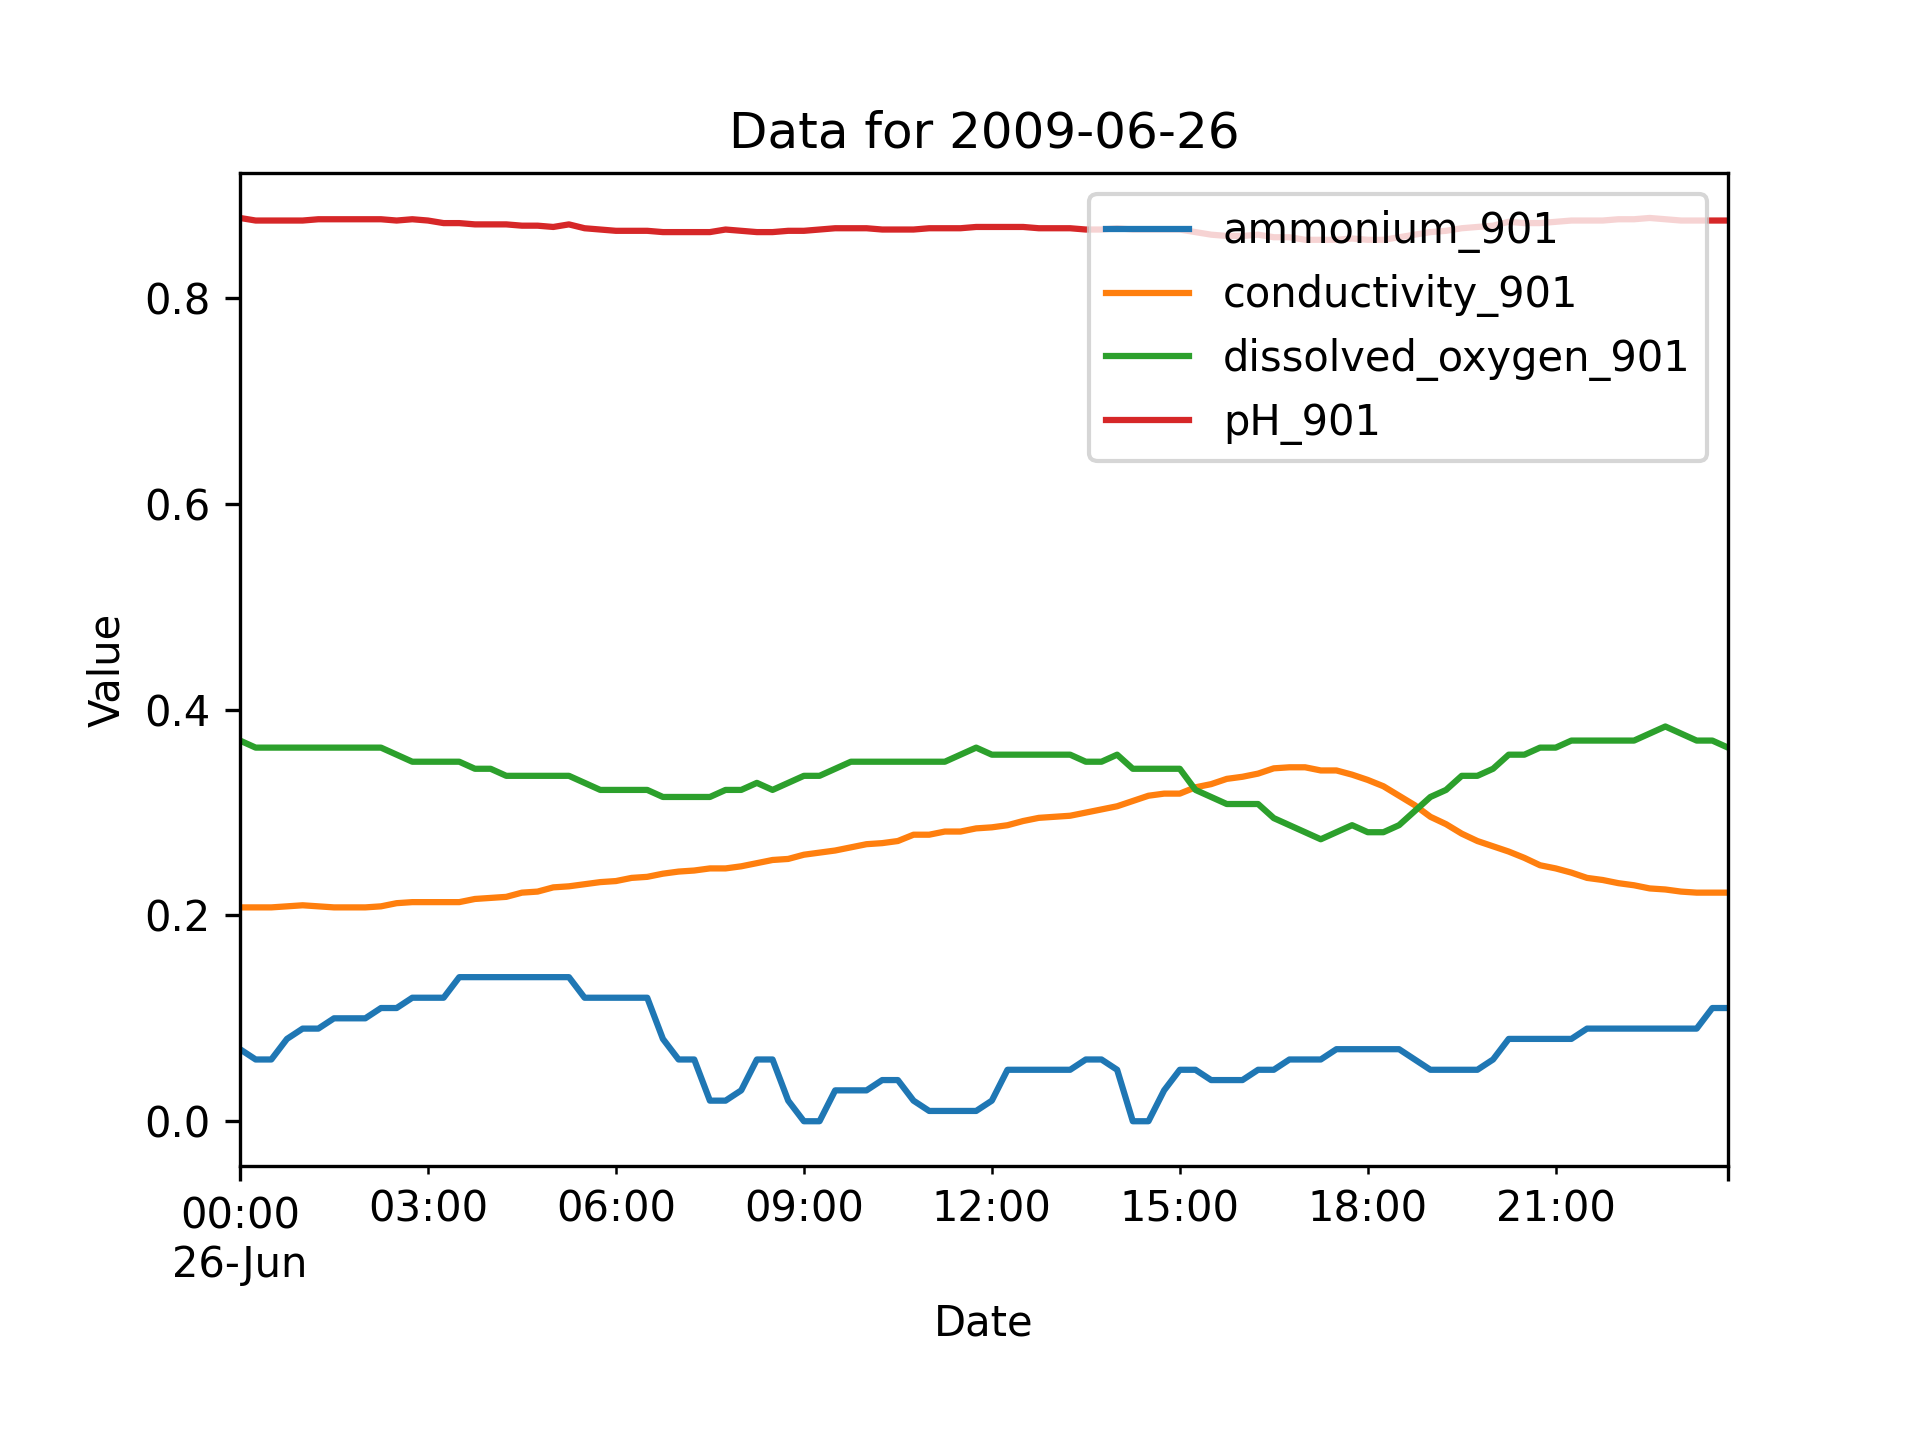 Data for 2009-06-26
ammonium_901
conductivity_901
dissolved_oxygen_901
pH_901
Value
0.8
0.6
0.4
0.2
0.0
00:00 03:00 06:00 09:00 12:00 15:00 18:00 21:00
26-Jun
Date